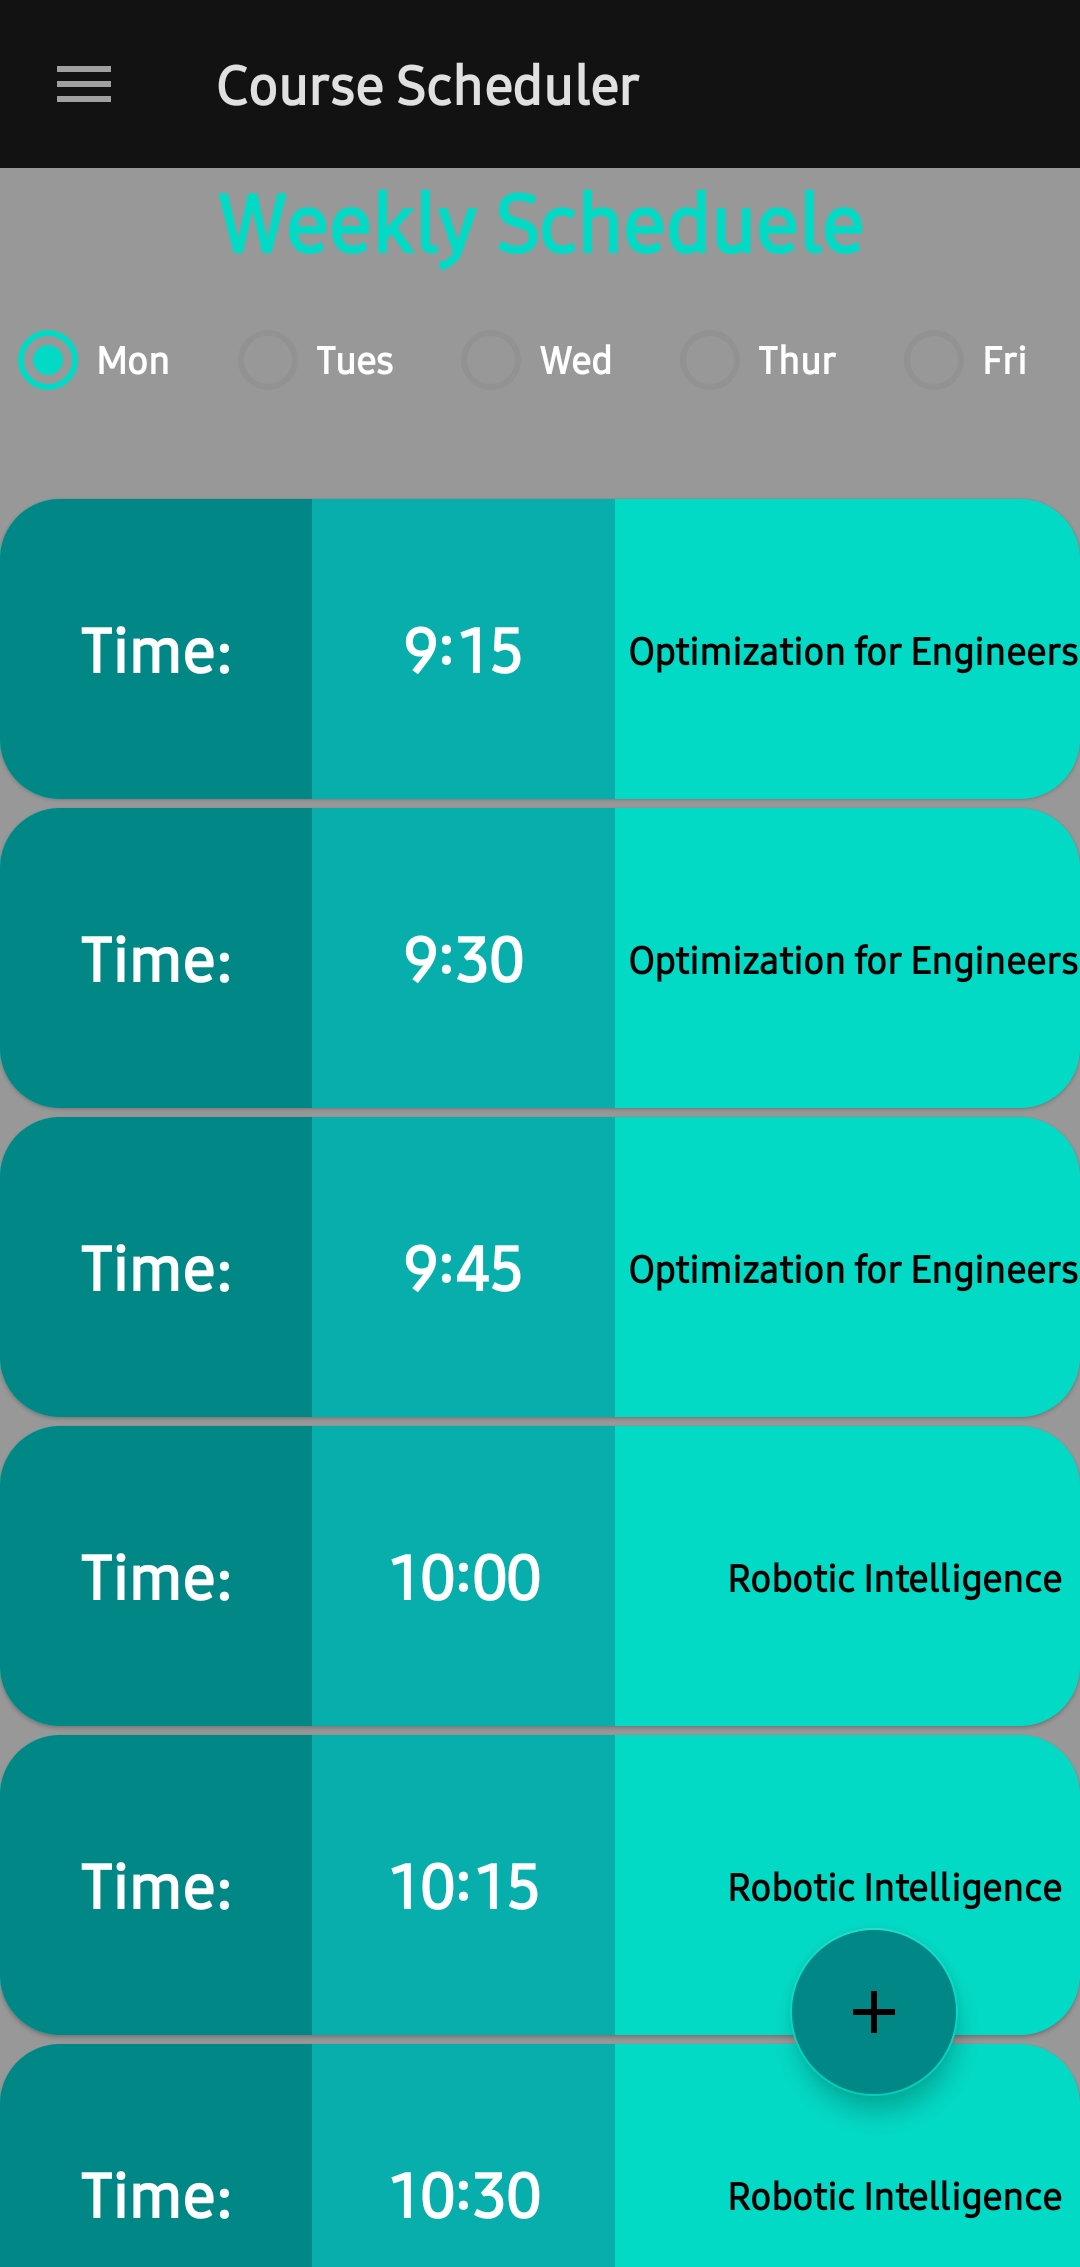 Course Scheduler
Weekly Scheduele
Mon Tues Wed Thur Fri
Time: 9:15 Optimization for Engineers
Time: 9:30 Optimization for Engineers
Time: 9:45 Optimization for Engineers
Time: 10:00 Robotic Intelligence
Time: 10:15 Robotic Intelligence
+
Time: 10:30 Robotic Intelligence